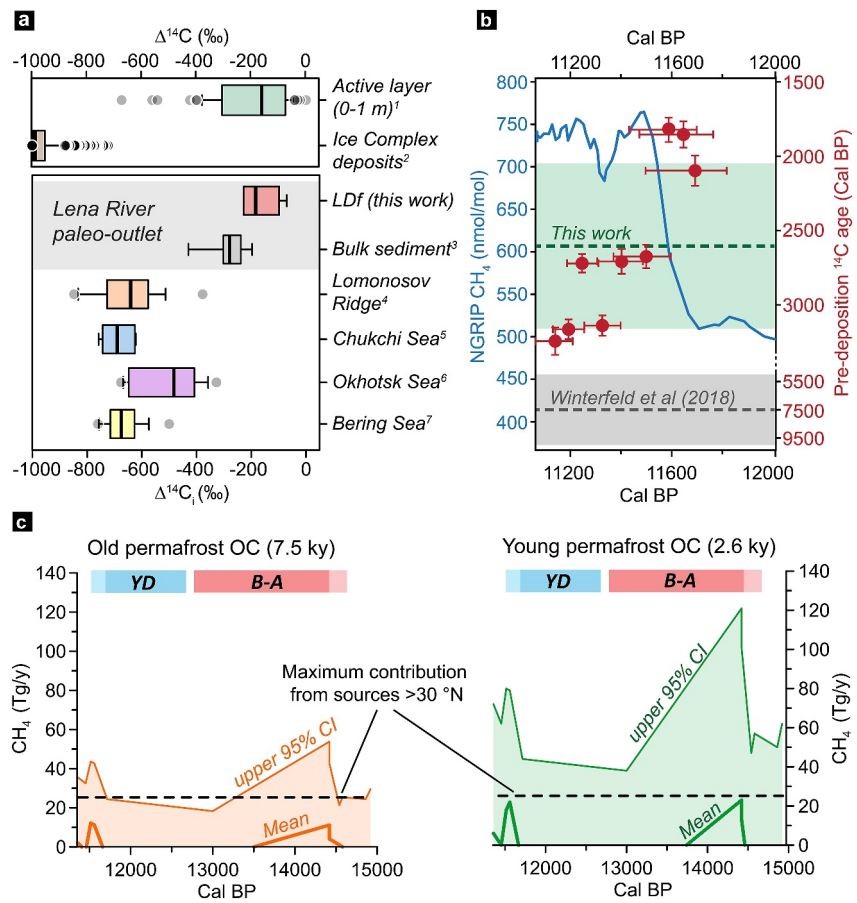 a
Δ¹⁴C (‰)
-1000 -800 -600 -400 -200 0
Active layer
(0-1 m)¹
Ice Complex
deposits²
Lena River
paleo-outlet
LDf (this work)
Bulk sediment³
Lomonosov
Ridge⁴
Chukchi Sea⁵
Okhotsk Sea⁶
Bering Sea⁷
-1000 -800 -600 -400 -200 0
Δ¹⁴Cᵢ (‰)
b
Cal BP
11200 11600 12000
NGRIP CH₄ (nmol/mol)
800
750
700
650
600
550
500
450
400
This work
Winterfeld et al (2018)
1500
2000
2500
3000
5500
7500
9500
Pre-deposition ¹⁴C age (Cal BP)
11200 11600 12000
Cal BP
c
Old permafrost OC (7.5 ky)
YD B-A
CH₄ (Tg/y)
140
120
100
80
60
40
20
0
upper 95% CI
Mean
12000 13000 14000 15000
Cal BP
Maximum contribution
from sources >30 °N
Young permafrost OC (2.6 ky)
YD B-A
upper 95% CI
Mean
140
120
100
80
60
40
20
0
CH₄ (Tg/y)
12000 13000 14000 15000
Cal BP